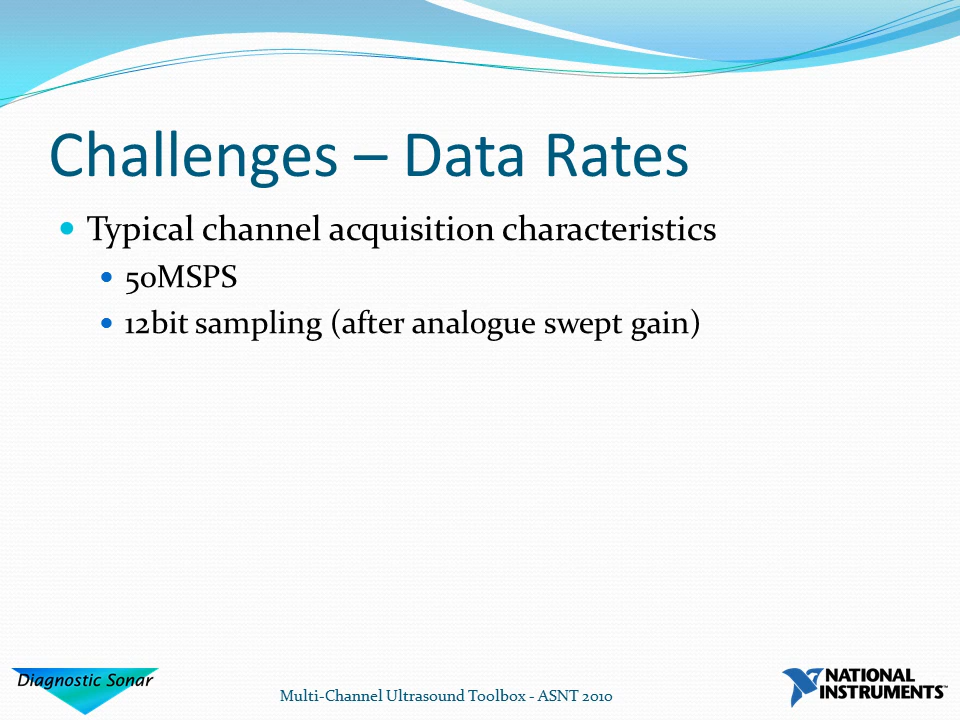 Challenges – Data Rates
Typical channel acquisition characteristics
50MSPS
12bit sampling (after analogue swept gain)
Diagnostic Sonar
Multi-Channel Ultrasound Toolbox - ASNT 2010
NATIONAL
INSTRUMENTS™